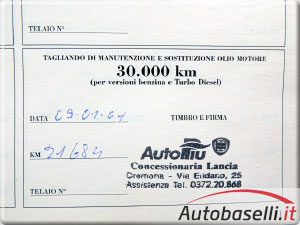 TELAIO N°
TAGLIANDO DI MANUTENZIONE E SOSTITUZIONE OLIO MOTORE
30.000 km
(per versioni benzina e Turbo Diesel)
DATA 09-01-04 TIMBRO E FIRMA
KM 21684
AutoPiù
Concessionaria Lancia
Cremona - Via Eridano, 25
Assistenza Tel. 0372.20.868
TELAIO N°
Autobaselli.it